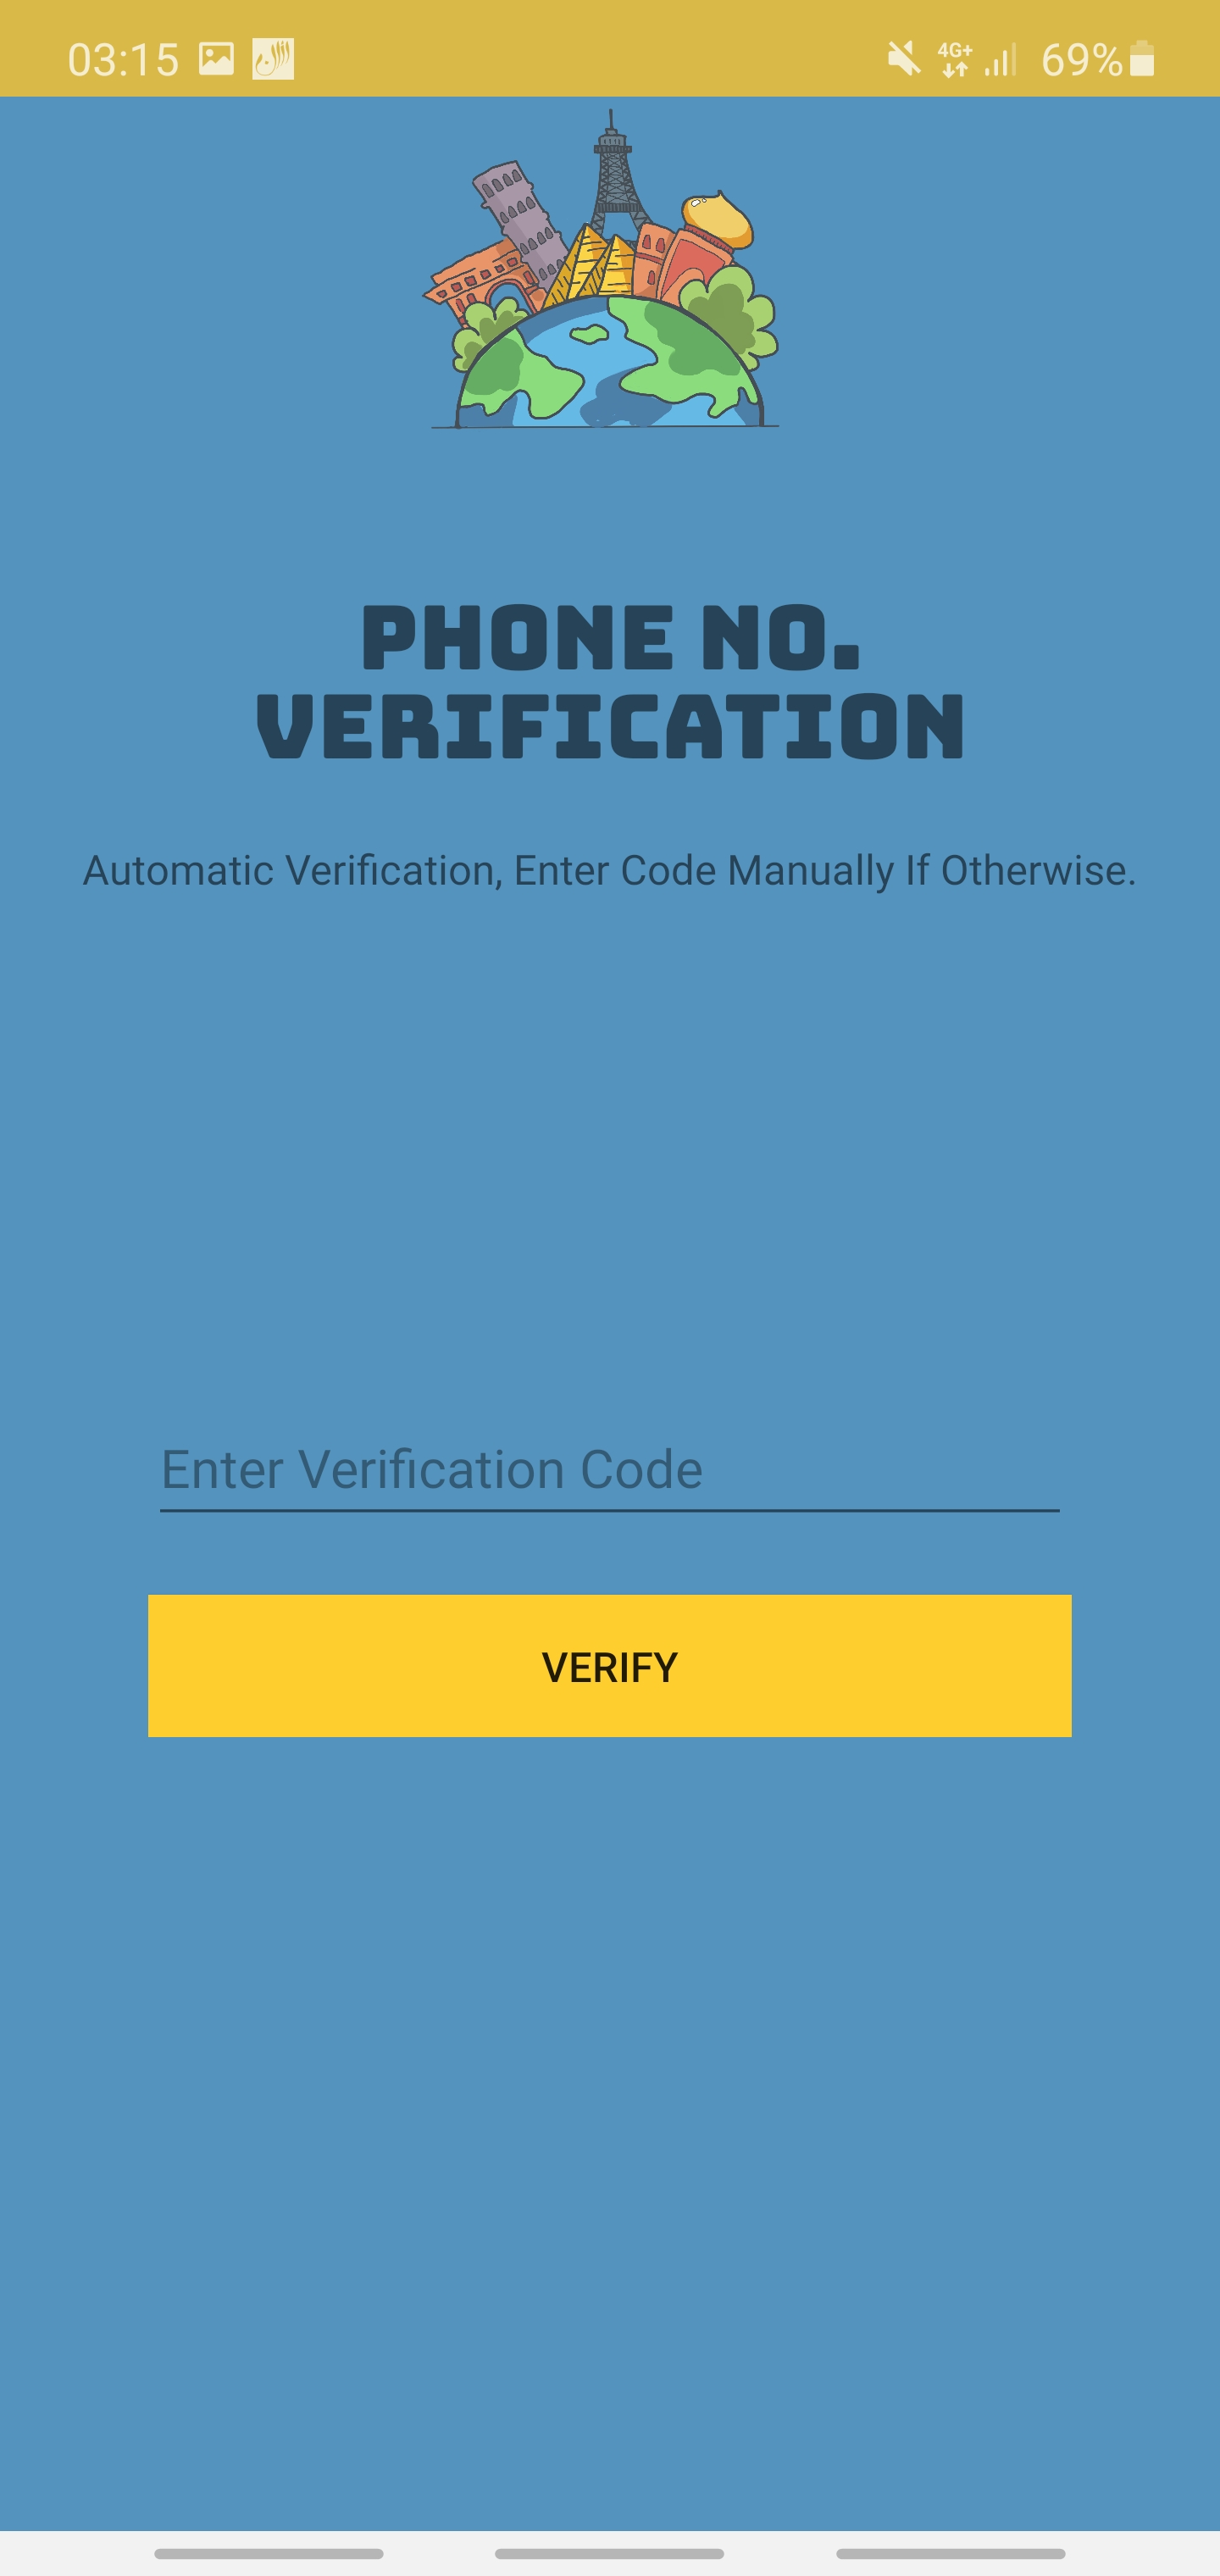 03:15 4G+ 69%
PHONE NO.
VERIFICATION
Automatic Verification, Enter Code Manually If Otherwise.
Enter Verification Code
VERIFY